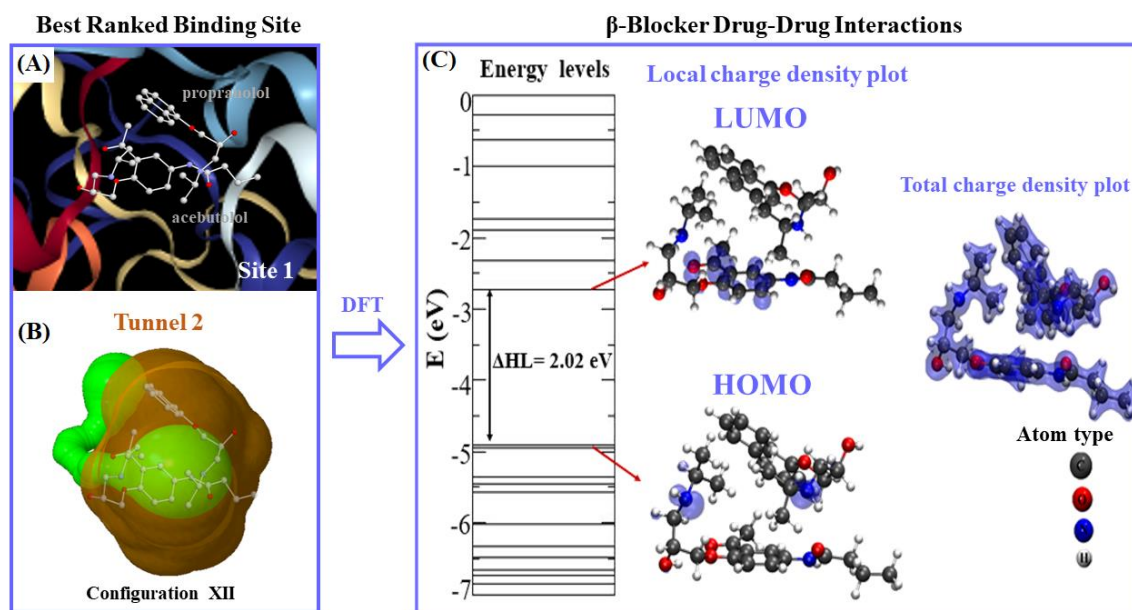 Best Ranked Binding Site
β-Blocker Drug-Drug Interactions
(A)
propranolol
acebutolol
Site 1
(B)
Tunnel 2
Configuration XII
DFT
(C)
Energy levels
E (eV)
0
-1
-2
-3
-4
-5
-6
-7
ΔHL= 2.02 eV
Local charge density plot
LUMO
HOMO
Total charge density plot
Atom type
C
O
H